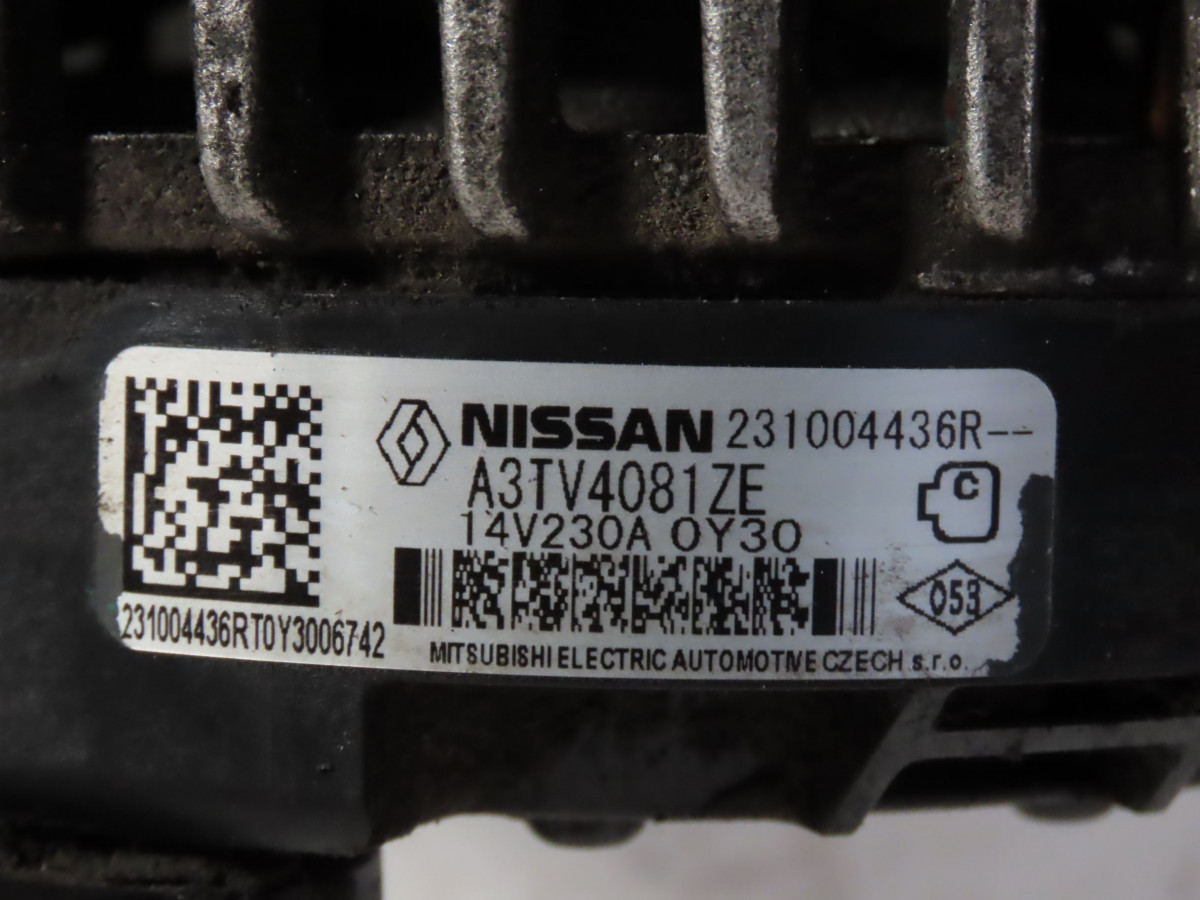 NISSAN 231004436R--
A3TV4081ZE
C
14V230A 0Y30
053
231004436RT0Y3006742
MITSUBISHI ELECTRIC AUTOMOTIVE CZECH s.r.o.